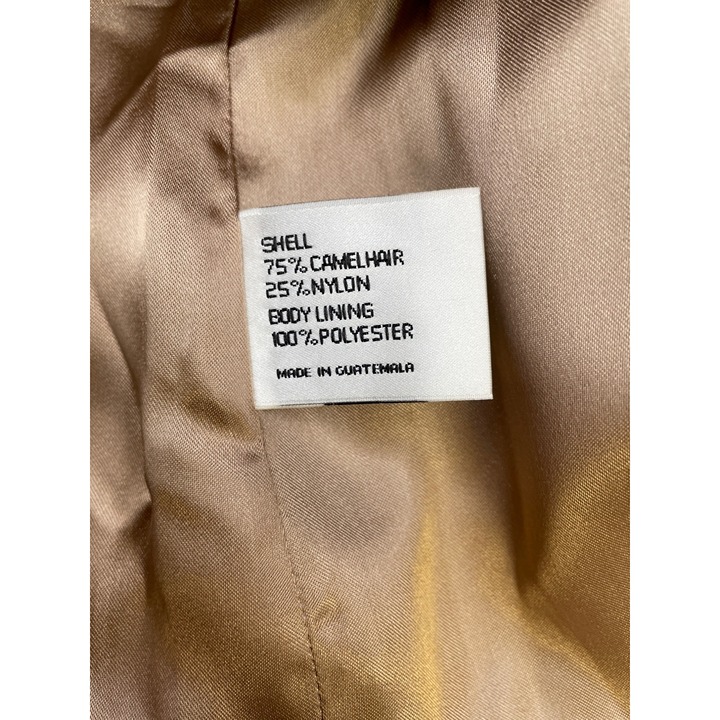 SHELL
75% CAMELHAIR
25% NYLON
BODY LINING
100% POLYESTER
MADE IN GUATEMALA